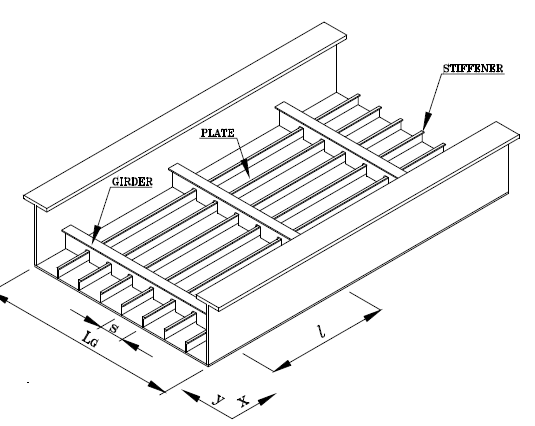 STIFFENER
PLATE
GIRDER
s
LG
l
y
x